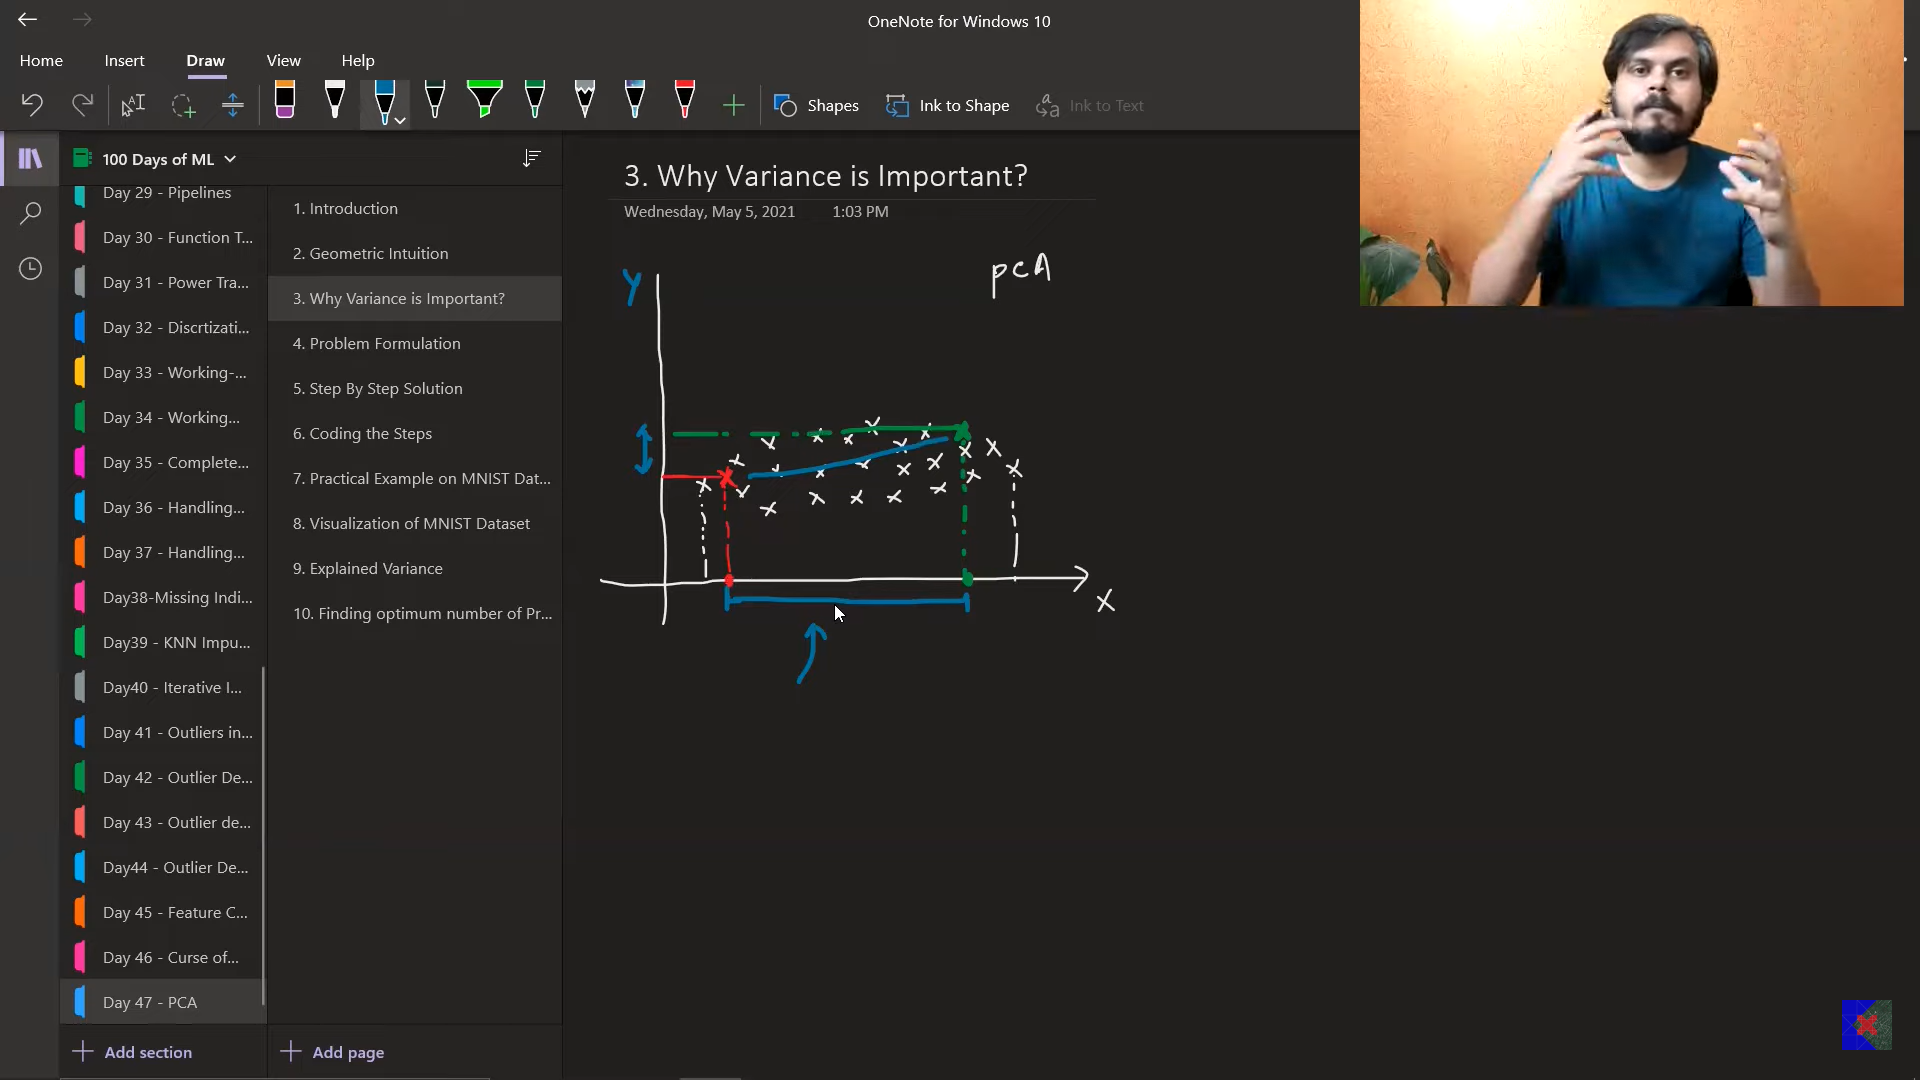 OneNote for Windows 10
Home Insert Draw View Help
Shapes Ink to Shape Ink to Text
100 Days of ML
Day 29 - Pipelines
Day 30 - Function T...
Day 31 - Power Tra...
Day 32 - Discrtizati...
Day 33 - Working-...
Day 34 - Working...
Day 35 - Complete...
Day 36 - Handling...
Day 37 - Handling...
Day38-Missing Indi...
Day39 - KNN Impu...
Day40 - Iterative I...
Day 41 - Outliers in...
Day 42 - Outlier De...
Day 43 - Outlier de...
Day44 - Outlier De...
Day 45 - Feature C...
Day 46 - Curse of...
Day 47 - PCA
Add section
1. Introduction
2. Geometric Intuition
3. Why Variance is Important?
4. Problem Formulation
5. Step By Step Solution
6. Coding the Steps
7. Practical Example on MNIST Dat...
8. Visualization of MNIST Dataset
9. Explained Variance
10. Finding optimum number of Pr...
Add page
3. Why Variance is Important?
Wednesday, May 5, 2021 1:03 PM
pcA
Y
X